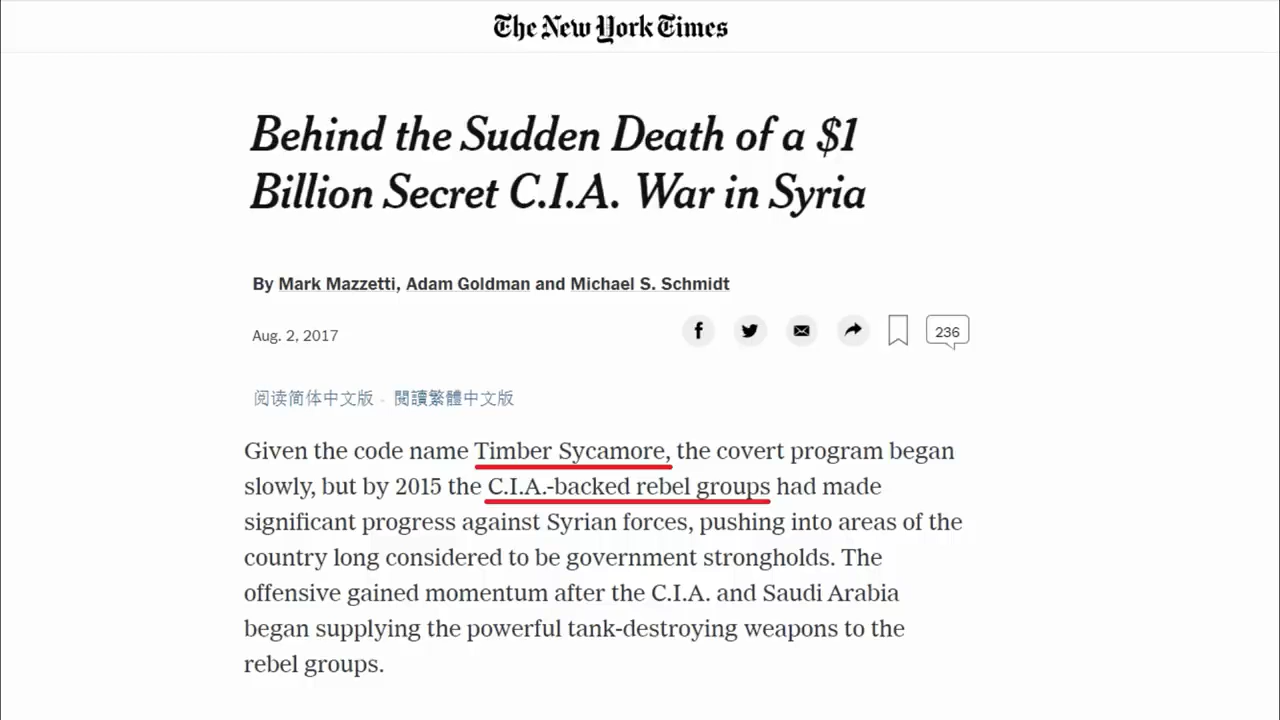 The New York Times
Behind the Sudden Death of a $1
Billion Secret C.I.A. War in Syria
By Mark Mazzetti, Adam Goldman and Michael S. Schmidt
Aug. 2, 2017
236
阅读简体中文版 · 閱讀繁體中文版
Given the code name Timber Sycamore, the covert program began
slowly, but by 2015 the C.I.A.-backed rebel groups had made
significant progress against Syrian forces, pushing into areas of the
country long considered to be government strongholds. The
offensive gained momentum after the C.I.A. and Saudi Arabia
began supplying the powerful tank-destroying weapons to the
rebel groups.